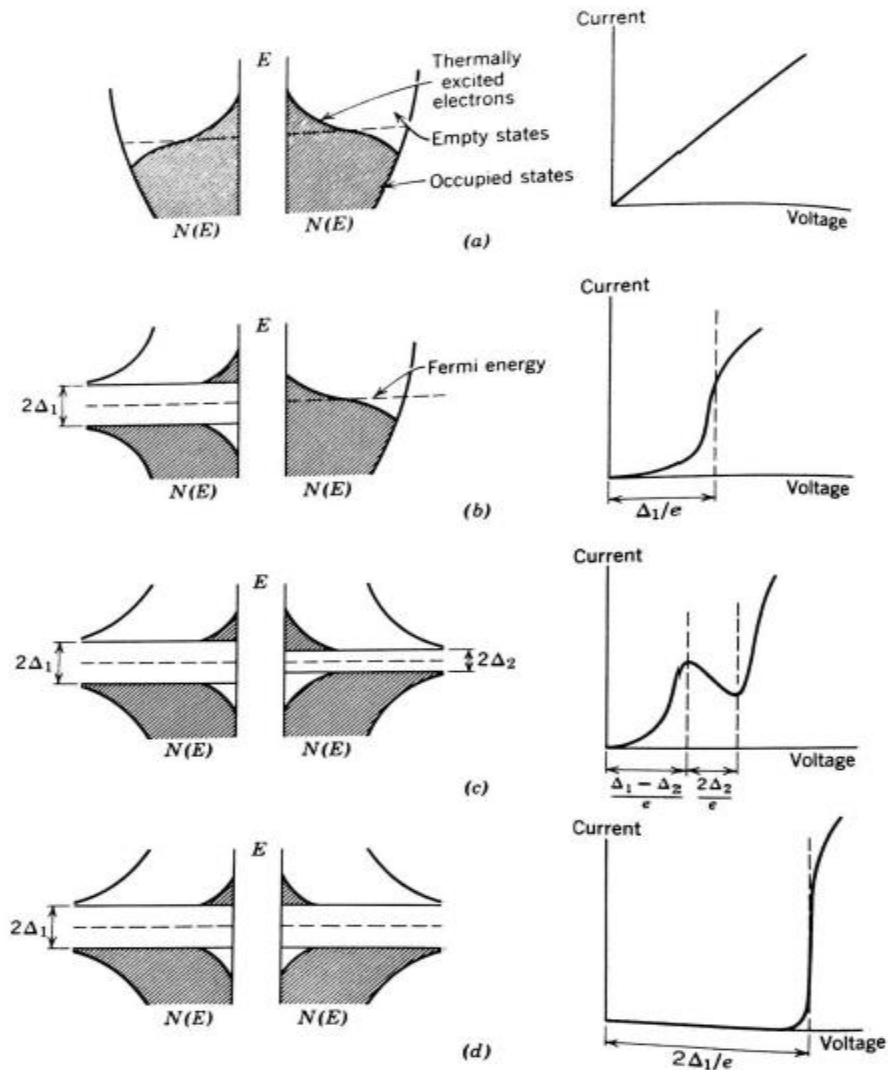 E
Thermally
excited
electrons
Empty states
Occupied states
N(E) N(E)
Current
Voltage
(a)
E
2Δ₁
Fermi energy
N(E) N(E)
Current
Voltage
Δ₁/e
(b)
E
2Δ₁
2Δ₂
N(E) N(E)
Current
Voltage
Δ₁ − Δ₂ / e
2Δ₂ / e
(c)
E
2Δ₁
N(E) N(E)
Current
Voltage
2Δ₁/e
(d)